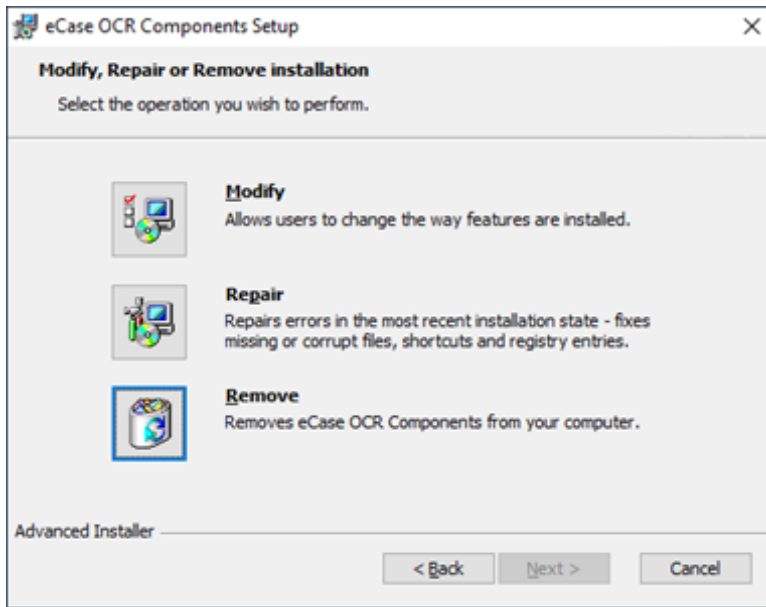 eCase OCR Components Setup
Modify, Repair or Remove installation
Select the operation you wish to perform.
Modify
Allows users to change the way features are installed.
Repair
Repairs errors in the most recent installation state - fixes
missing or corrupt files, shortcuts and registry entries.
Remove
Removes eCase OCR Components from your computer.
Advanced Installer
< Back
Next >
Cancel